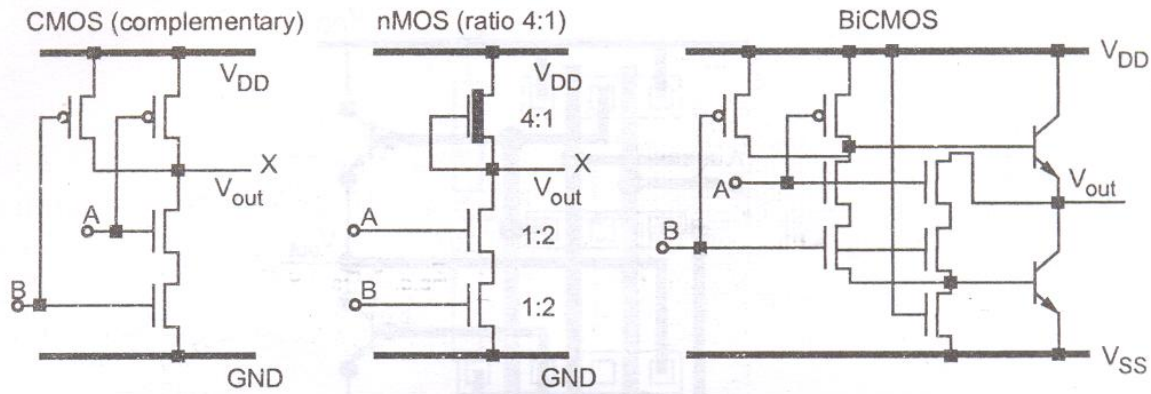 CMOS (complementary)
nMOS (ratio 4:1)
BiCMOS
V_DD
V_DD
4:1
V_DD
X
V_out
X
V_out
A
A
1:2
A
V_out
B
B
B
1:2
GND
GND
V_SS